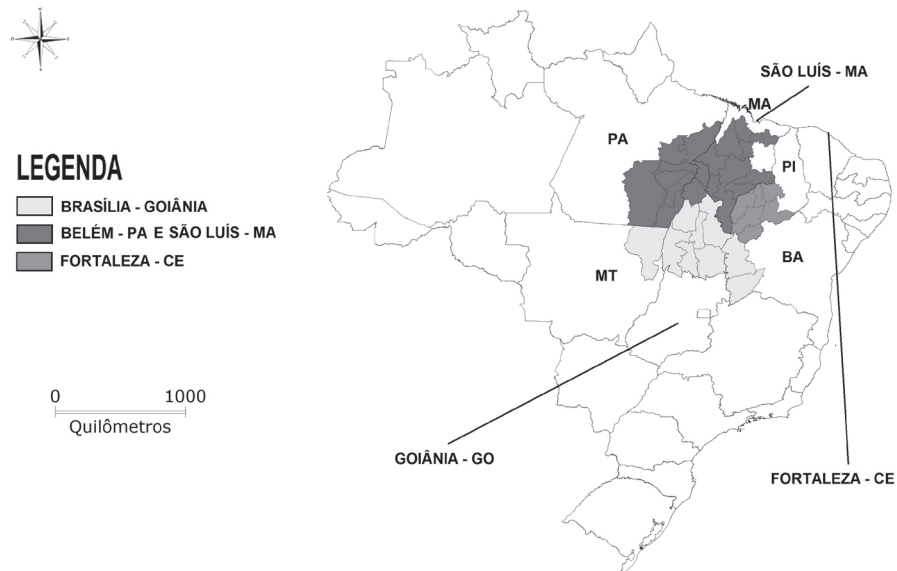 SÃO LUÍS - MA
MA
PA
PI
LEGENDA
BRASÍLIA - GOIÂNIA
BELÉM - PA E SÃO LUÍS - MA
FORTALEZA - CE
MT
BA
0 1000
Quilômetros
GOIÂNIA - GO
FORTALEZA - CE